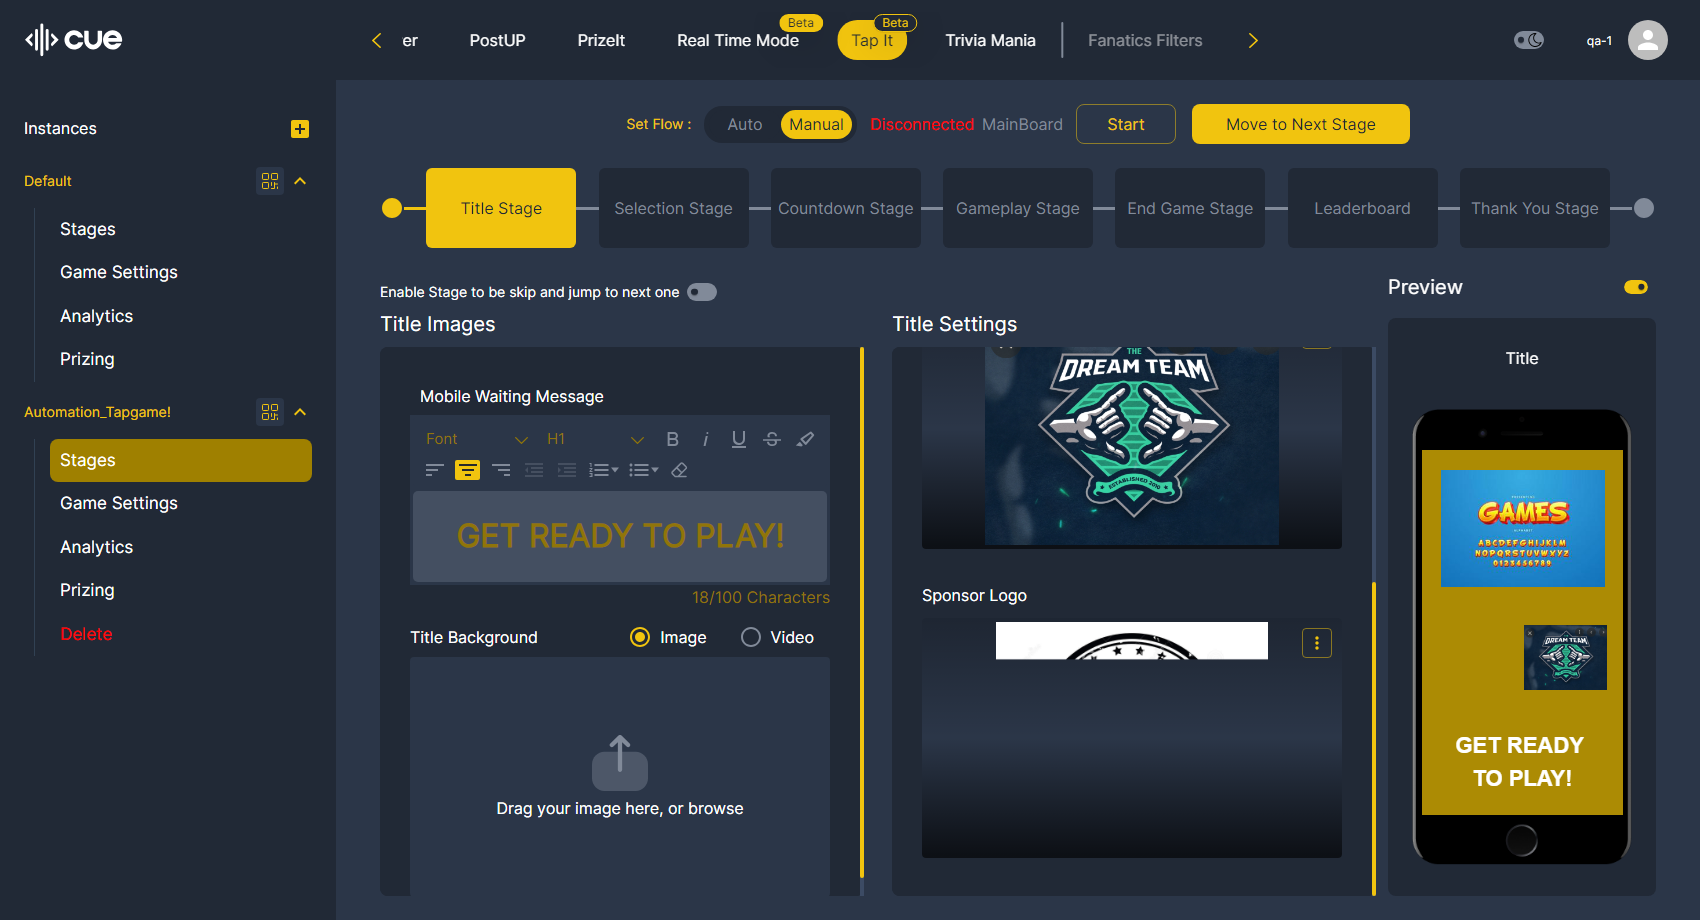 cue
er
PostUP
PrizeIt
Real Time Mode
Beta
Tap It
Beta
Trivia Mania
Fanatics Filters
qa-1
Instances
Default
Stages
Game Settings
Analytics
Prizing
Automation_Tapgame!
Stages
Game Settings
Analytics
Prizing
Delete
Set Flow :
Auto
Manual
Disconnected MainBoard
Start
Move to Next Stage
Title Stage
Selection Stage
Countdown Stage
Gameplay Stage
End Game Stage
Leaderboard
Thank You Stage
Enable Stage to be skip and jump to next one
Title Images
Mobile Waiting Message
Font
H1
B i U S
GET READY TO PLAY!
18/100 Characters
Title Background
Image
Video
Drag your image here, or browse
Title Settings
THE
DREAM TEAM
ESTABLISHED 2010
Sponsor Logo
Preview
Title
GAMES
ALPHABET
ABCDEFGHIJKLM
NOPQRSTUVWXYZ
0123456789
DREAM TEAM
GET READY
TO PLAY!